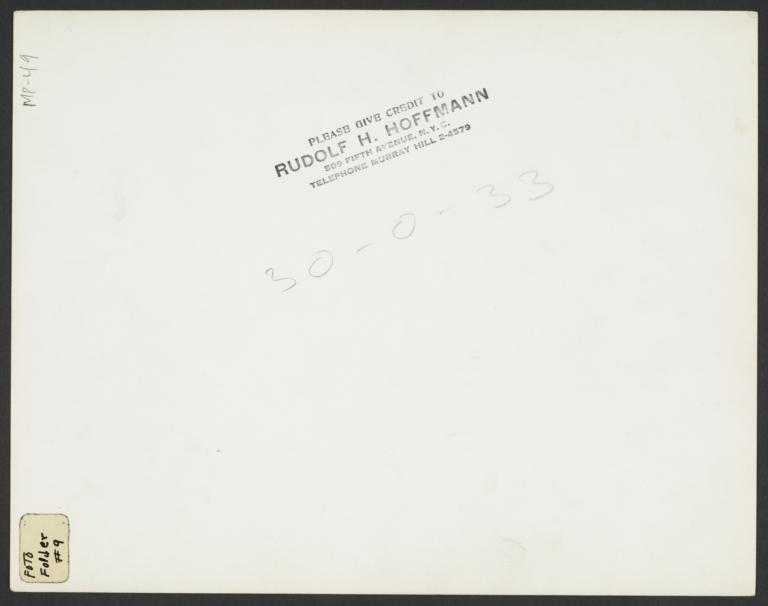 MP-49
PLEASE GIVE CREDIT TO
RUDOLF H. HOFFMANN
509 FIFTH AVENUE, N.Y.C.
TELEPHONE MURRAY HILL 2-4579
30-0-33
FOTO
Folder
#9